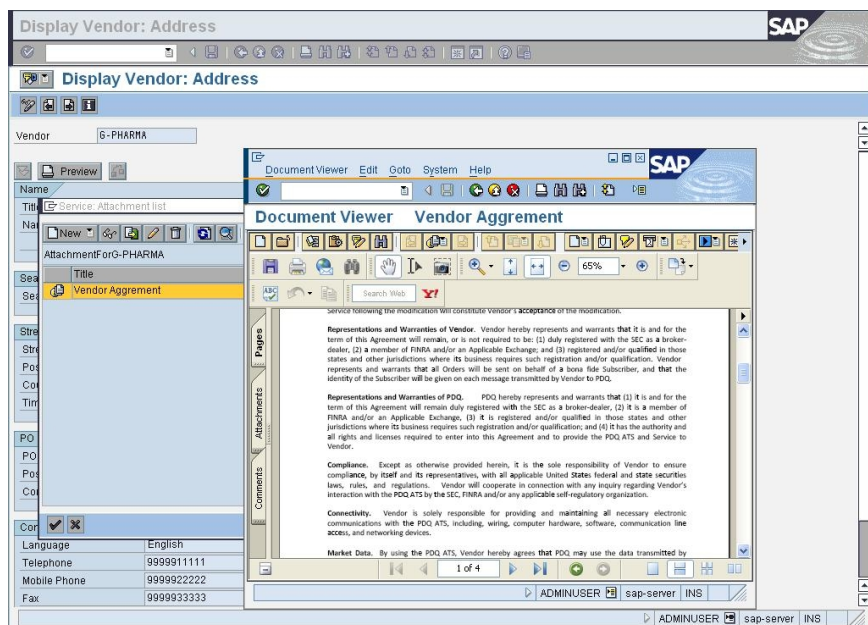 Display Vendor: Address
SAP
Display Vendor: Address
Vendor G-PHARMA
Preview
Name
Service: Attachment list
New
AttachmentForG-PHARMA
Title
Vendor Aggrement
PO
Language English
Telephone 9999911111
Mobile Phone 9999922222
Fax 9999933333
Document Viewer Edit Goto System Help
SAP
Document Viewer Vendor Aggrement
65%
Search Web Y!
Pages
Attachments
Comments
Service following the modification will constitute Vendor's acceptance of the modification.
Representations and Warranties of Vendor. Vendor hereby represents and warrants that it is and for the
term of this Agreement will remain, or is not required to be: (1) duly registered with the SEC as a broker-
dealer, (2) a member of FINRA and/or an Applicable Exchange; and (3) registered and/or qualified in those
states and other jurisdictions where its business requires such registration and/or qualification. Vendor
represents and warrants that all Orders will be sent on behalf of a bona fide Subscriber, and that the
identity of the Subscriber will be given on each message transmitted by Vendor to PDQ.
Representations and Warranties of PDQ. PDQ hereby represents and warrants that (1) it is and for the
term of this Agreement will remain duly registered with the SEC as a broker-dealer, (2) it is a member of
FINRA and/or an Applicable Exchange, (3) it is registered and/or qualified in those states and other
jurisdictions where its business requires such registration and/or qualification; and (4) it has the authority and
all rights and licenses required to enter into this Agreement and to provide the PDQ ATS and Service to
Vendor.
Compliance. Except as otherwise provided herein, it is the sole responsibility of Vendor to ensure
compliance, by itself and its representatives, with all applicable United States federal and state securities
laws, rules, and regulations. Vendor will cooperate in connection with any inquiry regarding Vendor's
interaction with the PDQ ATS by the SEC, FINRA and/or any applicable self-regulatory organization.
Connectivity. Vendor is solely responsible for providing and maintaining all necessary electronic
communications with the PDQ ATS, including, wiring, computer hardware, software, communication line
access, and networking devices.
Market Data. By using the PDQ ATS, Vendor hereby agrees that PDQ may use the data transmitted by
1 of 4
ADMINUSER sap-server INS
ADMINUSER sap-server INS